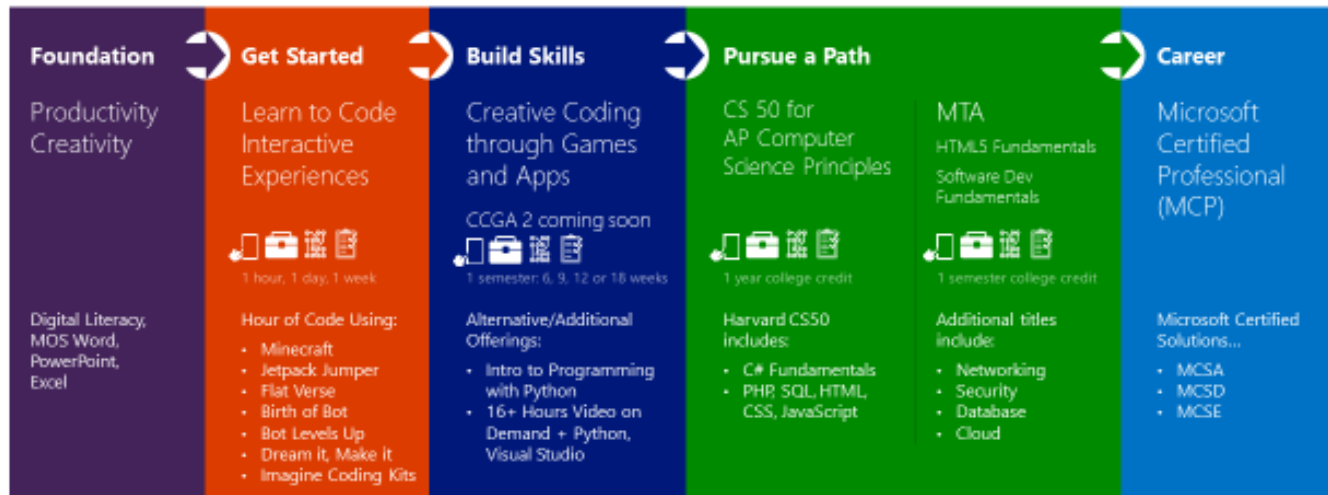 Foundation
Productivity
Creativity
Digital Literacy,
MOS Word,
PowerPoint,
Excel
Get Started
Learn to Code
Interactive
Experiences
1 hour, 1 day, 1 week
Hour of Code Using:
• Minecraft
• Jetpack Jumper
• Flat Verse
• Birth of Bot
• Bot Levels Up
• Dream it, Make it
• Imagine Coding Kits
Build Skills
Creative Coding
through Games
and Apps
CCGA 2 coming soon
1 semester: 6, 9, 12 or 18 weeks
Alternative/Additional
Offerings:
• Intro to Programming
with Python
• 16+ Hours Video on
Demand + Python,
Visual Studio
Pursue a Path
CS 50 for
AP Computer
Science Principles
1 year college credit
Harvard CS50
includes:
• C# Fundamentals
• PHP, SQL, HTML,
CSS, JavaScript
MTA
HTML5 Fundamentals
Software Dev
Fundamentals
1 semester college credit
Additional titles
include:
• Networking
• Security
• Database
• Cloud
Career
Microsoft
Certified
Professional
(MCP)
Microsoft Certified
Solutions...
• MCSA
• MCSD
• MCSE